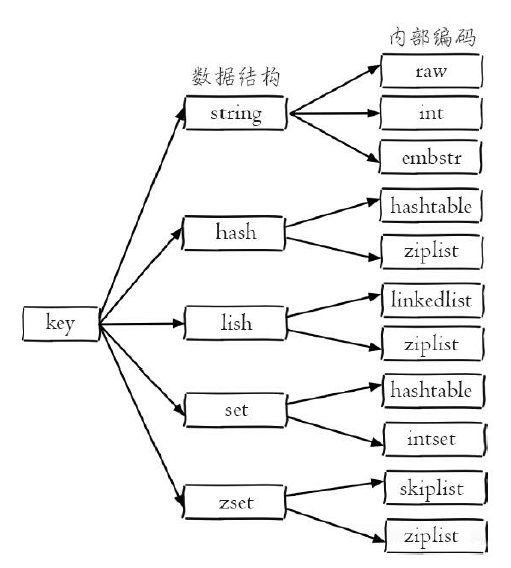 内部编码
数据结构
raw
string
int
embstr
hashtable
hash
ziplist
linkedlist
key
lish
ziplist
hashtable
set
intset
skiplist
zset
ziplist